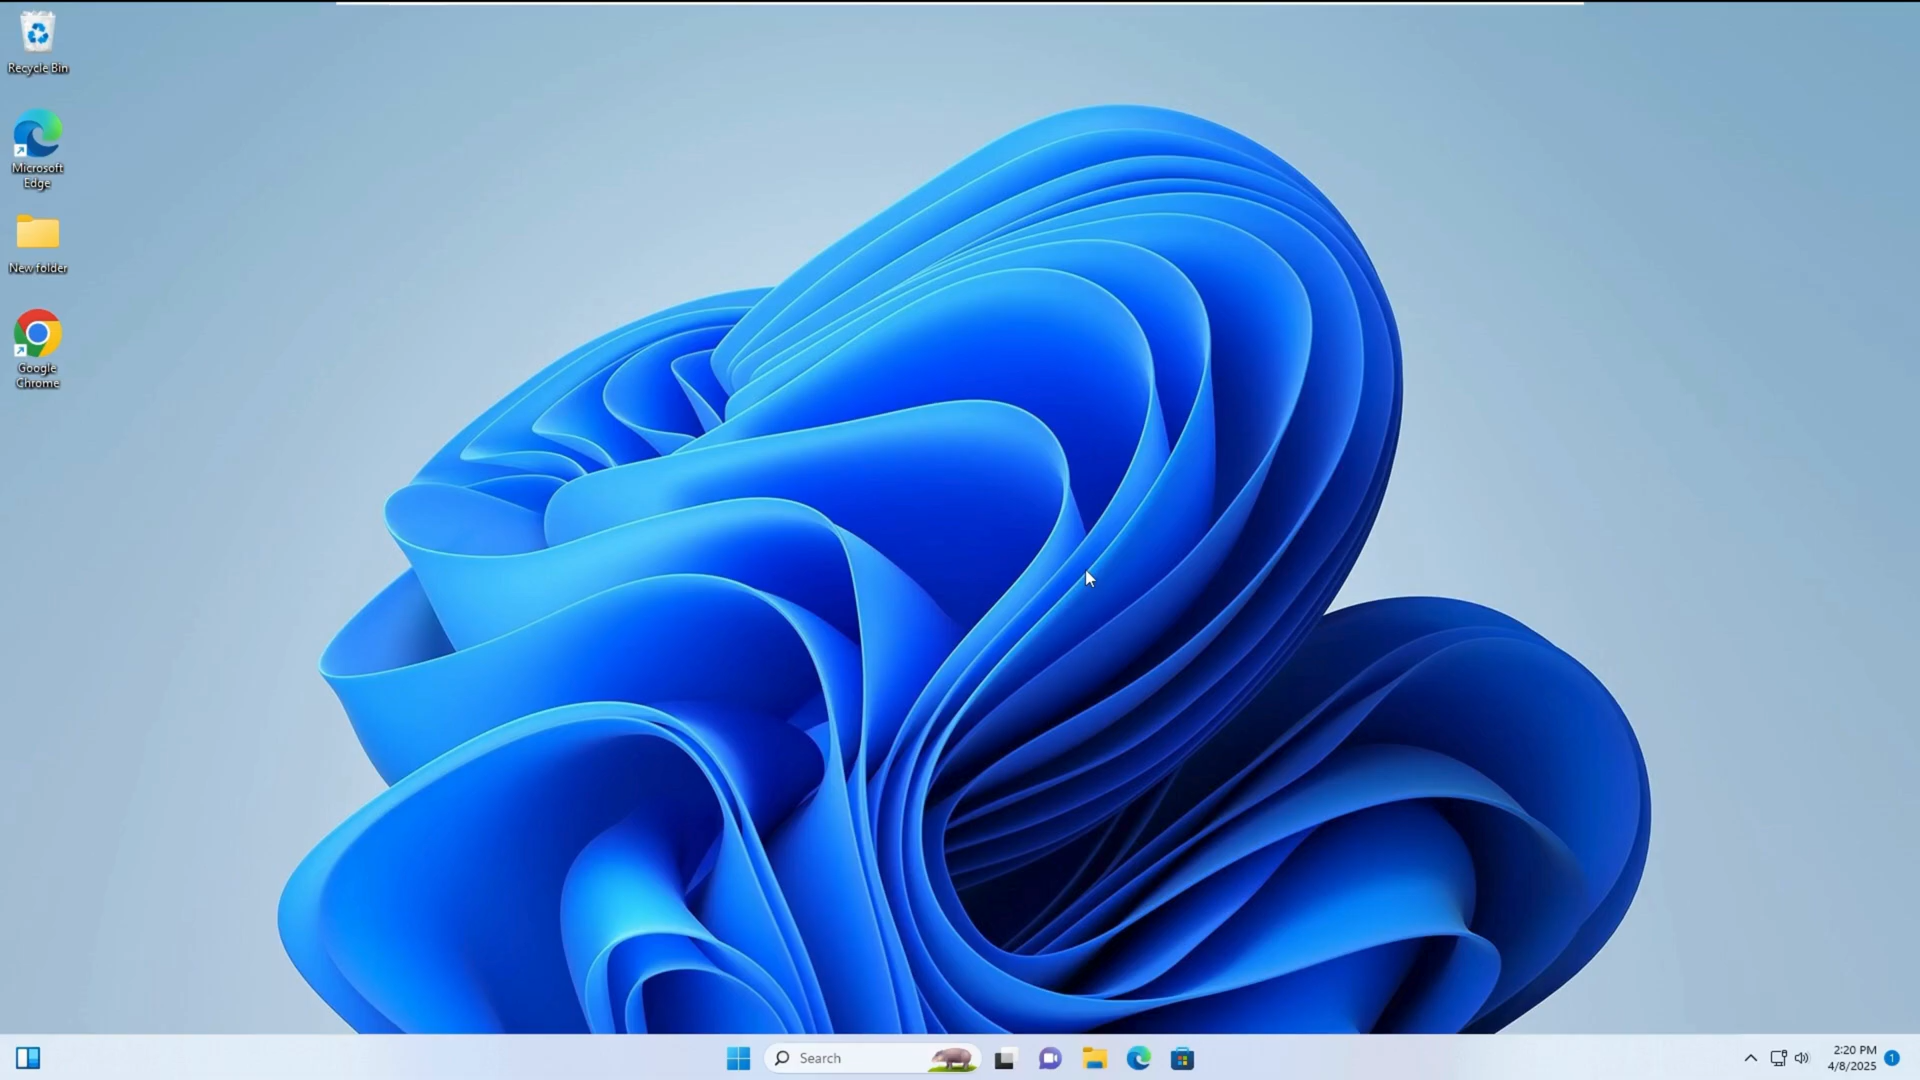 Recycle Bin
Microsoft
Edge
New folder
Google
Chrome
Search
2:20 PM
4/8/2025
1